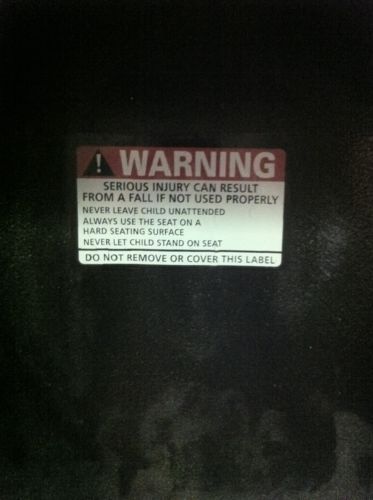 WARNING
SERIOUS INJURY CAN RESULT
FROM A FALL IF NOT USED PROPERLY
NEVER LEAVE CHILD UNATTENDED
ALWAYS USE THE SEAT ON A
HARD SEATING SURFACE
NEVER LET CHILD STAND ON SEAT
DO NOT REMOVE OR COVER THIS LABEL